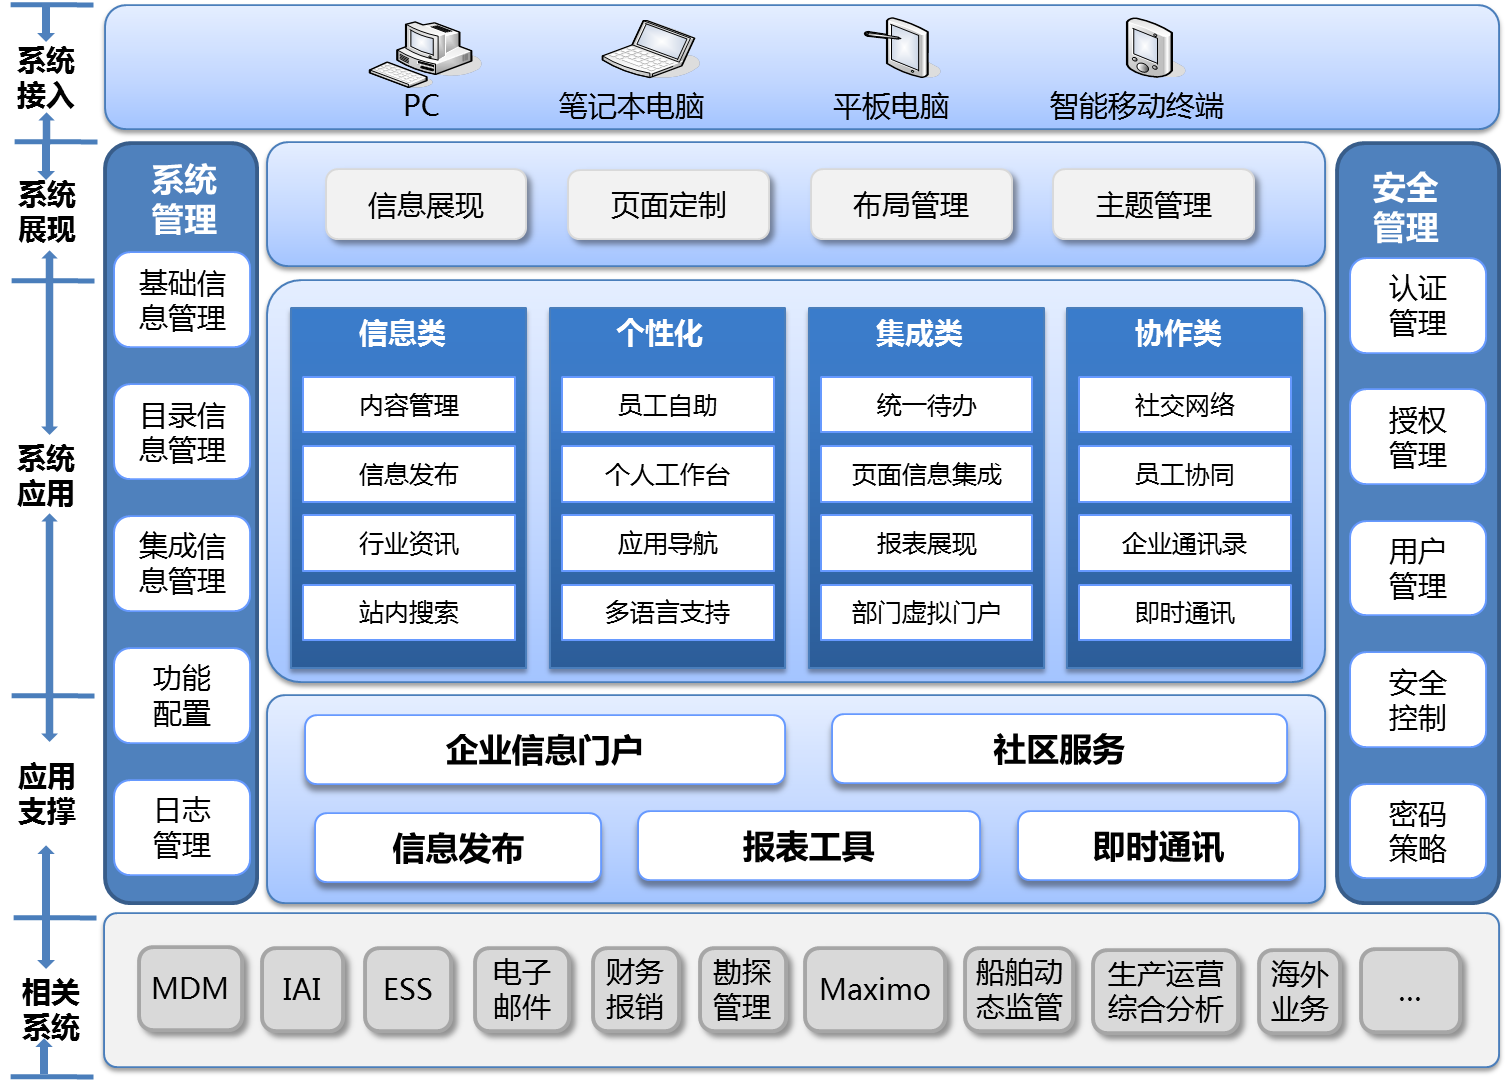 系统
接入
PC
笔记本电脑
平板电脑
智能移动终端
系统
展现
系统
管理
基础信
息管理
目录信
息管理
集成信
息管理
功能
配置
日志
管理
信息展现
页面定制
布局管理
主题管理
安全
管理
认证
管理
授权
管理
用户
管理
安全
控制
密码
策略
系统
应用
信息类
内容管理
信息发布
行业资讯
站内搜索
个性化
员工自助
个人工作台
应用导航
多语言支持
集成类
统一待办
页面信息集成
报表展现
部门虚拟门户
协作类
社交网络
员工协同
企业通讯录
即时通讯
应用
支撑
企业信息门户
社区服务
信息发布
报表工具
即时通讯
相关
系统
MDM
IAI
ESS
电子
邮件
财务
报销
勘探
管理
Maximo
船舶动
态监管
生产运营
综合分析
海外
业务
...